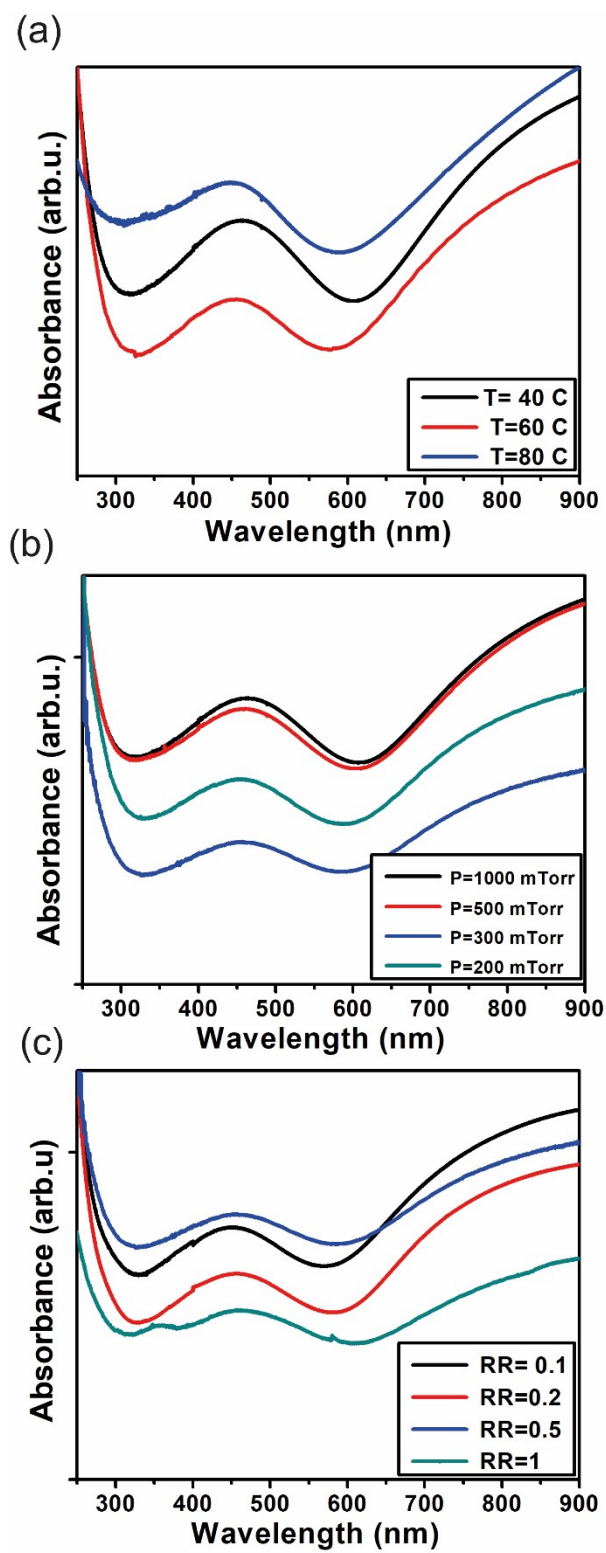 (a)
Absorbance (arb.u.)
T= 40 C
T=60 C
T=80 C
300 400 500 600 700 800 900
Wavelength (nm)
(b)
Absorbance (arb.u.)
P=1000 mTorr
P=500 mTorr
P=300 mTorr
P=200 mTorr
300 400 500 600 700 800 900
Wavelength (nm)
(c)
Absorbance (arb.u)
RR= 0.1
RR=0.2
RR=0.5
RR=1
300 400 500 600 700 800 900
Wavelength (nm)